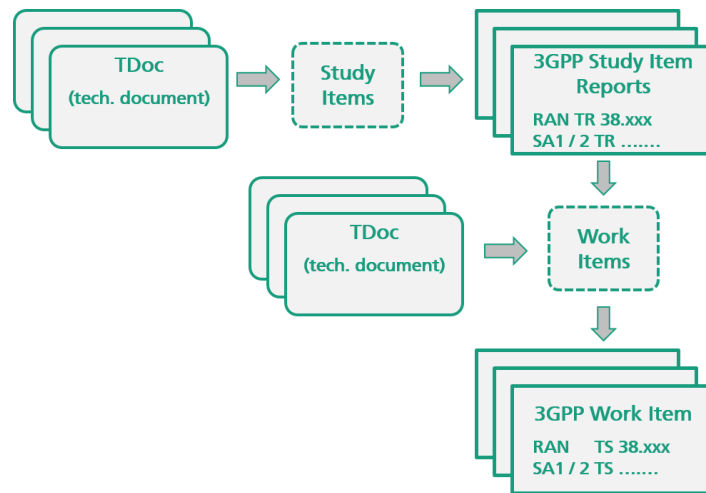 TDoc
(tech. document)
Study
Items
3GPP Study Item
Reports
RAN TR 38.xxx
SA1 / 2 TR .......
TDoc
(tech. document)
Work
Items
3GPP Work Item
RAN TS 38.xxx
SA1 / 2 TS .......